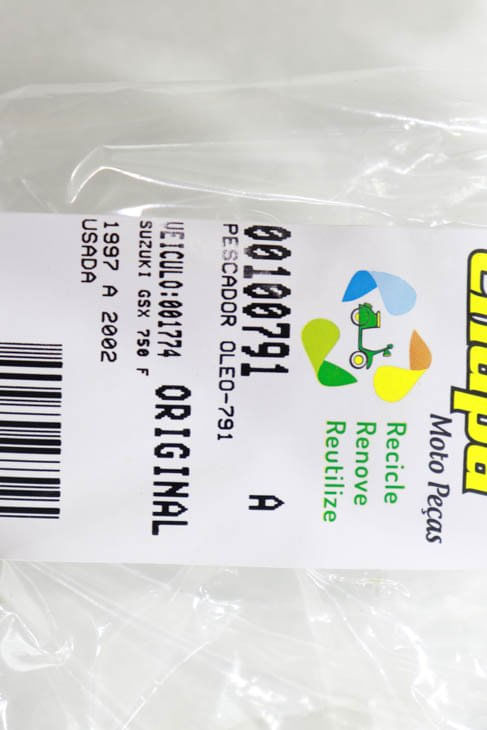 Moto Peças
Recicle
Renove
Reutilize
00100791 A
PESCADOR OLEO-791
VEICULO:001774 ORIGINAL
SUZUKI GSX 750 F
1997 A 2002
USADA